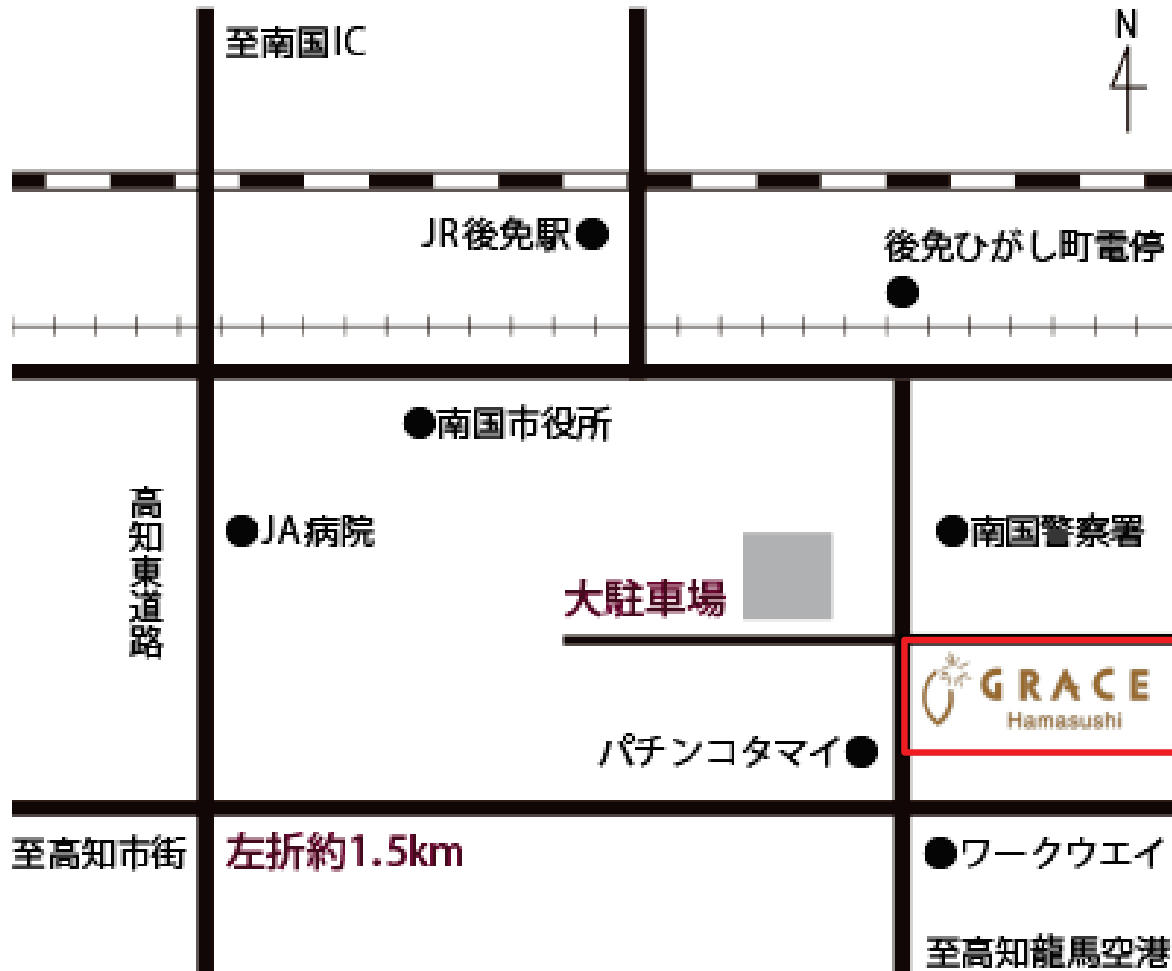 至南国IC
N
JR後免駅
後免ひがし町電停
南国市役所
高知東道路
JA病院
南国警察署
大駐車場
GRACE
Hamasushi
パチンコタマイ
至高知市街
左折約1.5km
ワークウエイ
至高知龍馬空港